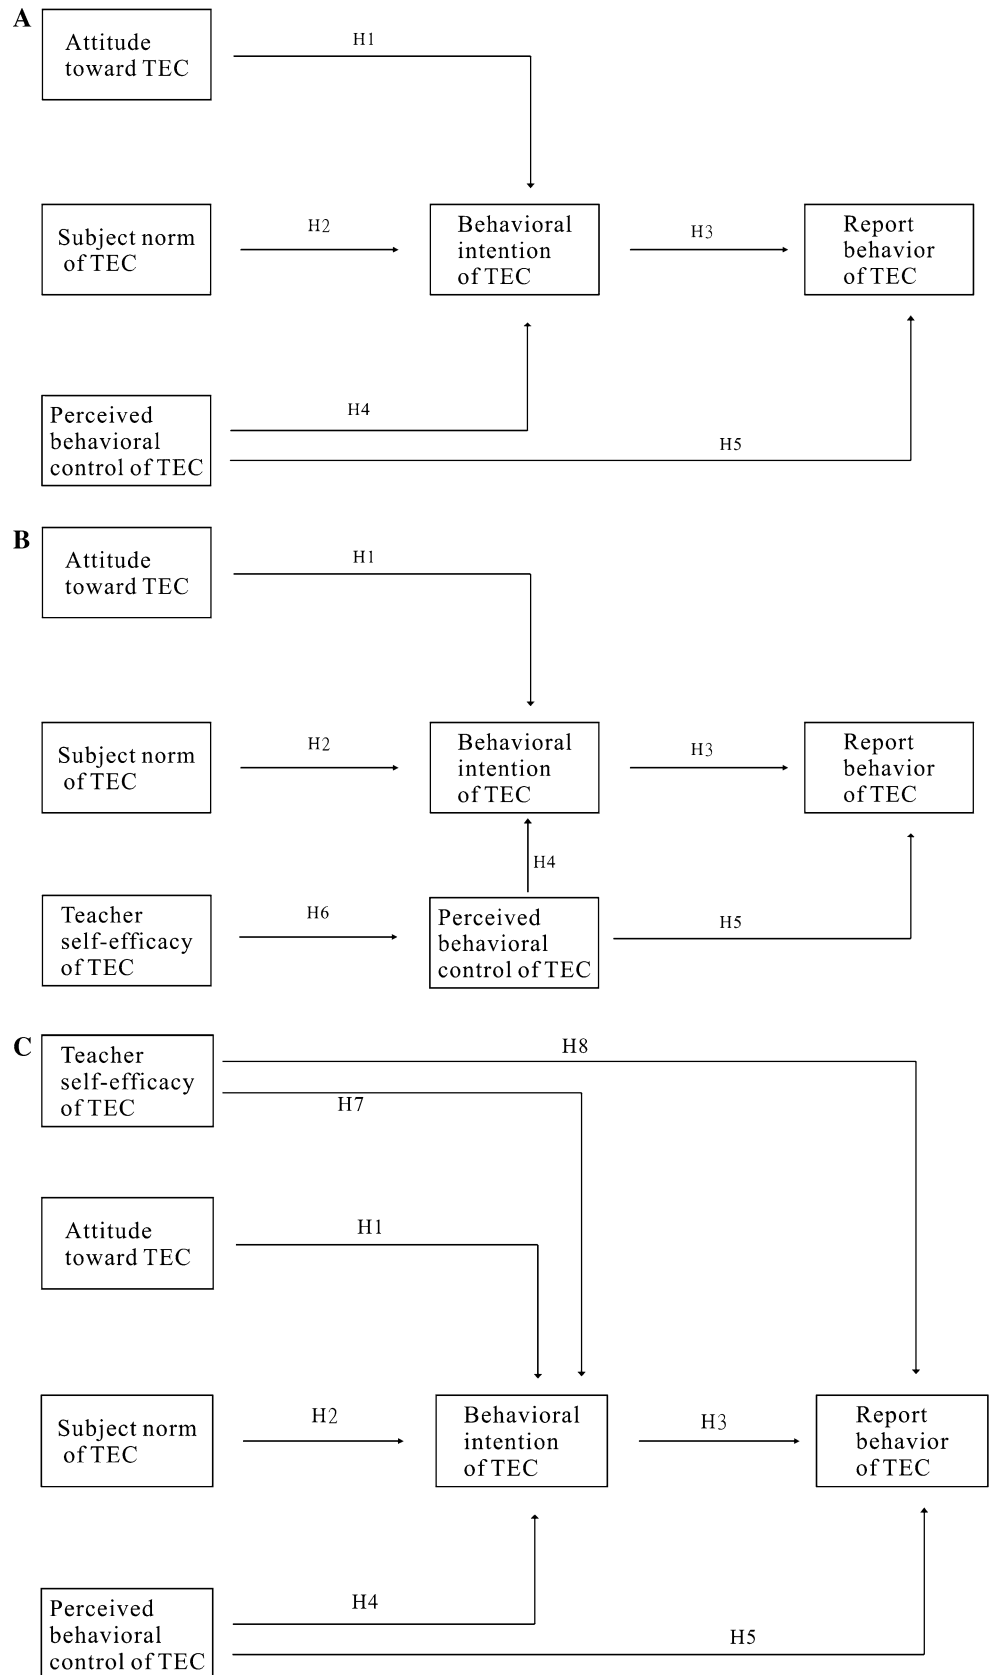 A
Attitude
toward TEC
H1
Subject norm
of TEC
H2
Behavioral
intention
of TEC
H3
Report
behavior
of TEC
Perceived
behavioral
control of TEC
H4
H5
B
Attitude
toward TEC
H1
Subject norm
of TEC
H2
Behavioral
intention
of TEC
H3
Report
behavior
of TEC
H4
Teacher
self-efficacy
of TEC
H6
Perceived
behavioral
control of TEC
H5
C
Teacher
self-efficacy
of TEC
H8
H7
Attitude
toward TEC
H1
Subject norm
of TEC
H2
Behavioral
intention
of TEC
H3
Report
behavior
of TEC
Perceived
behavioral
control of TEC
H4
H5